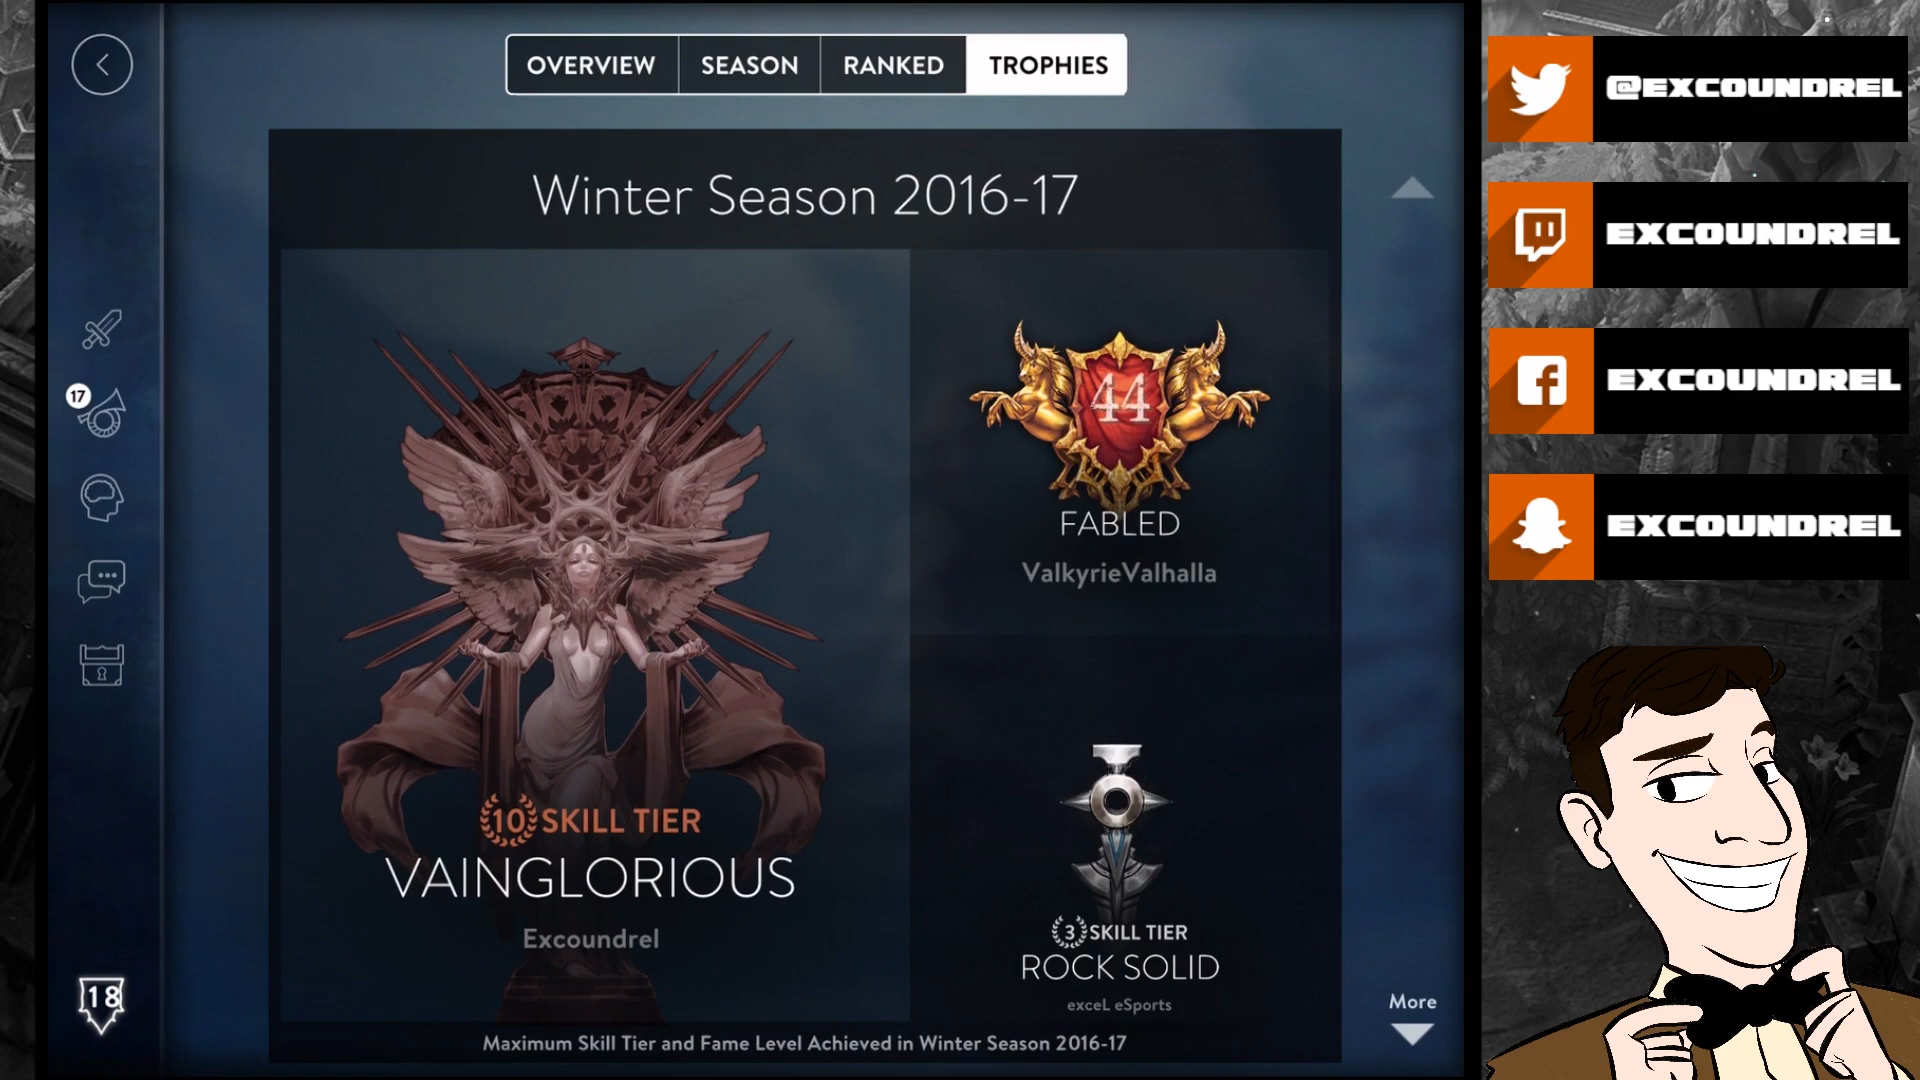 OVERVIEW SEASON RANKED TROPHIES
Winter Season 2016-17
44
FABLED
ValkyrieValhalla
10 SKILL TIER
VAINGLORIOUS
Excoundrel
3 SKILL TIER
ROCK SOLID
exceL eSports
Maximum Skill Tier and Fame Level Achieved in Winter Season 2016-17
More
17
18
@EXCOUNDREL
EXCOUNDREL
EXCOUNDREL
EXCOUNDREL